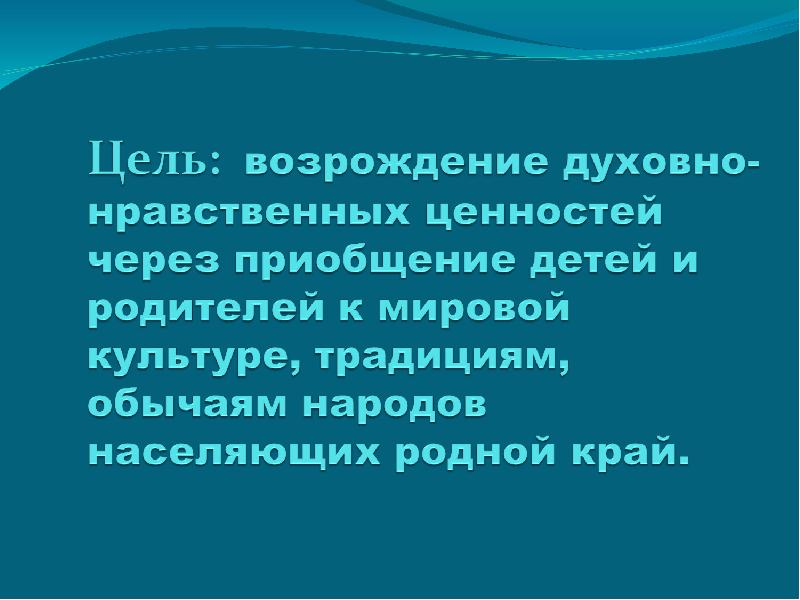 Цель: возрождение духовно-
нравственных ценностей
через приобщение детей и
родителей к мировой
культуре, традициям,
обычаям народов
населяющих родной край.